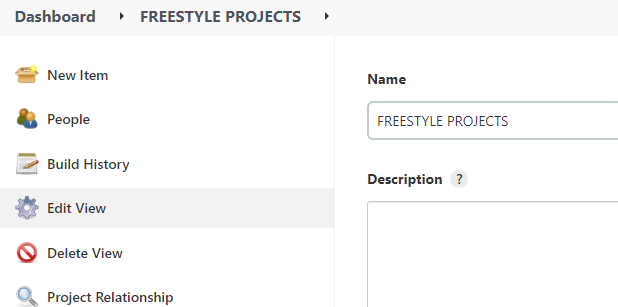 Dashboard FREESTYLE PROJECTS
New Item
People
Build History
Edit View
Delete View
Project Relationship
Name
FREESTYLE PROJECTS
Description ?